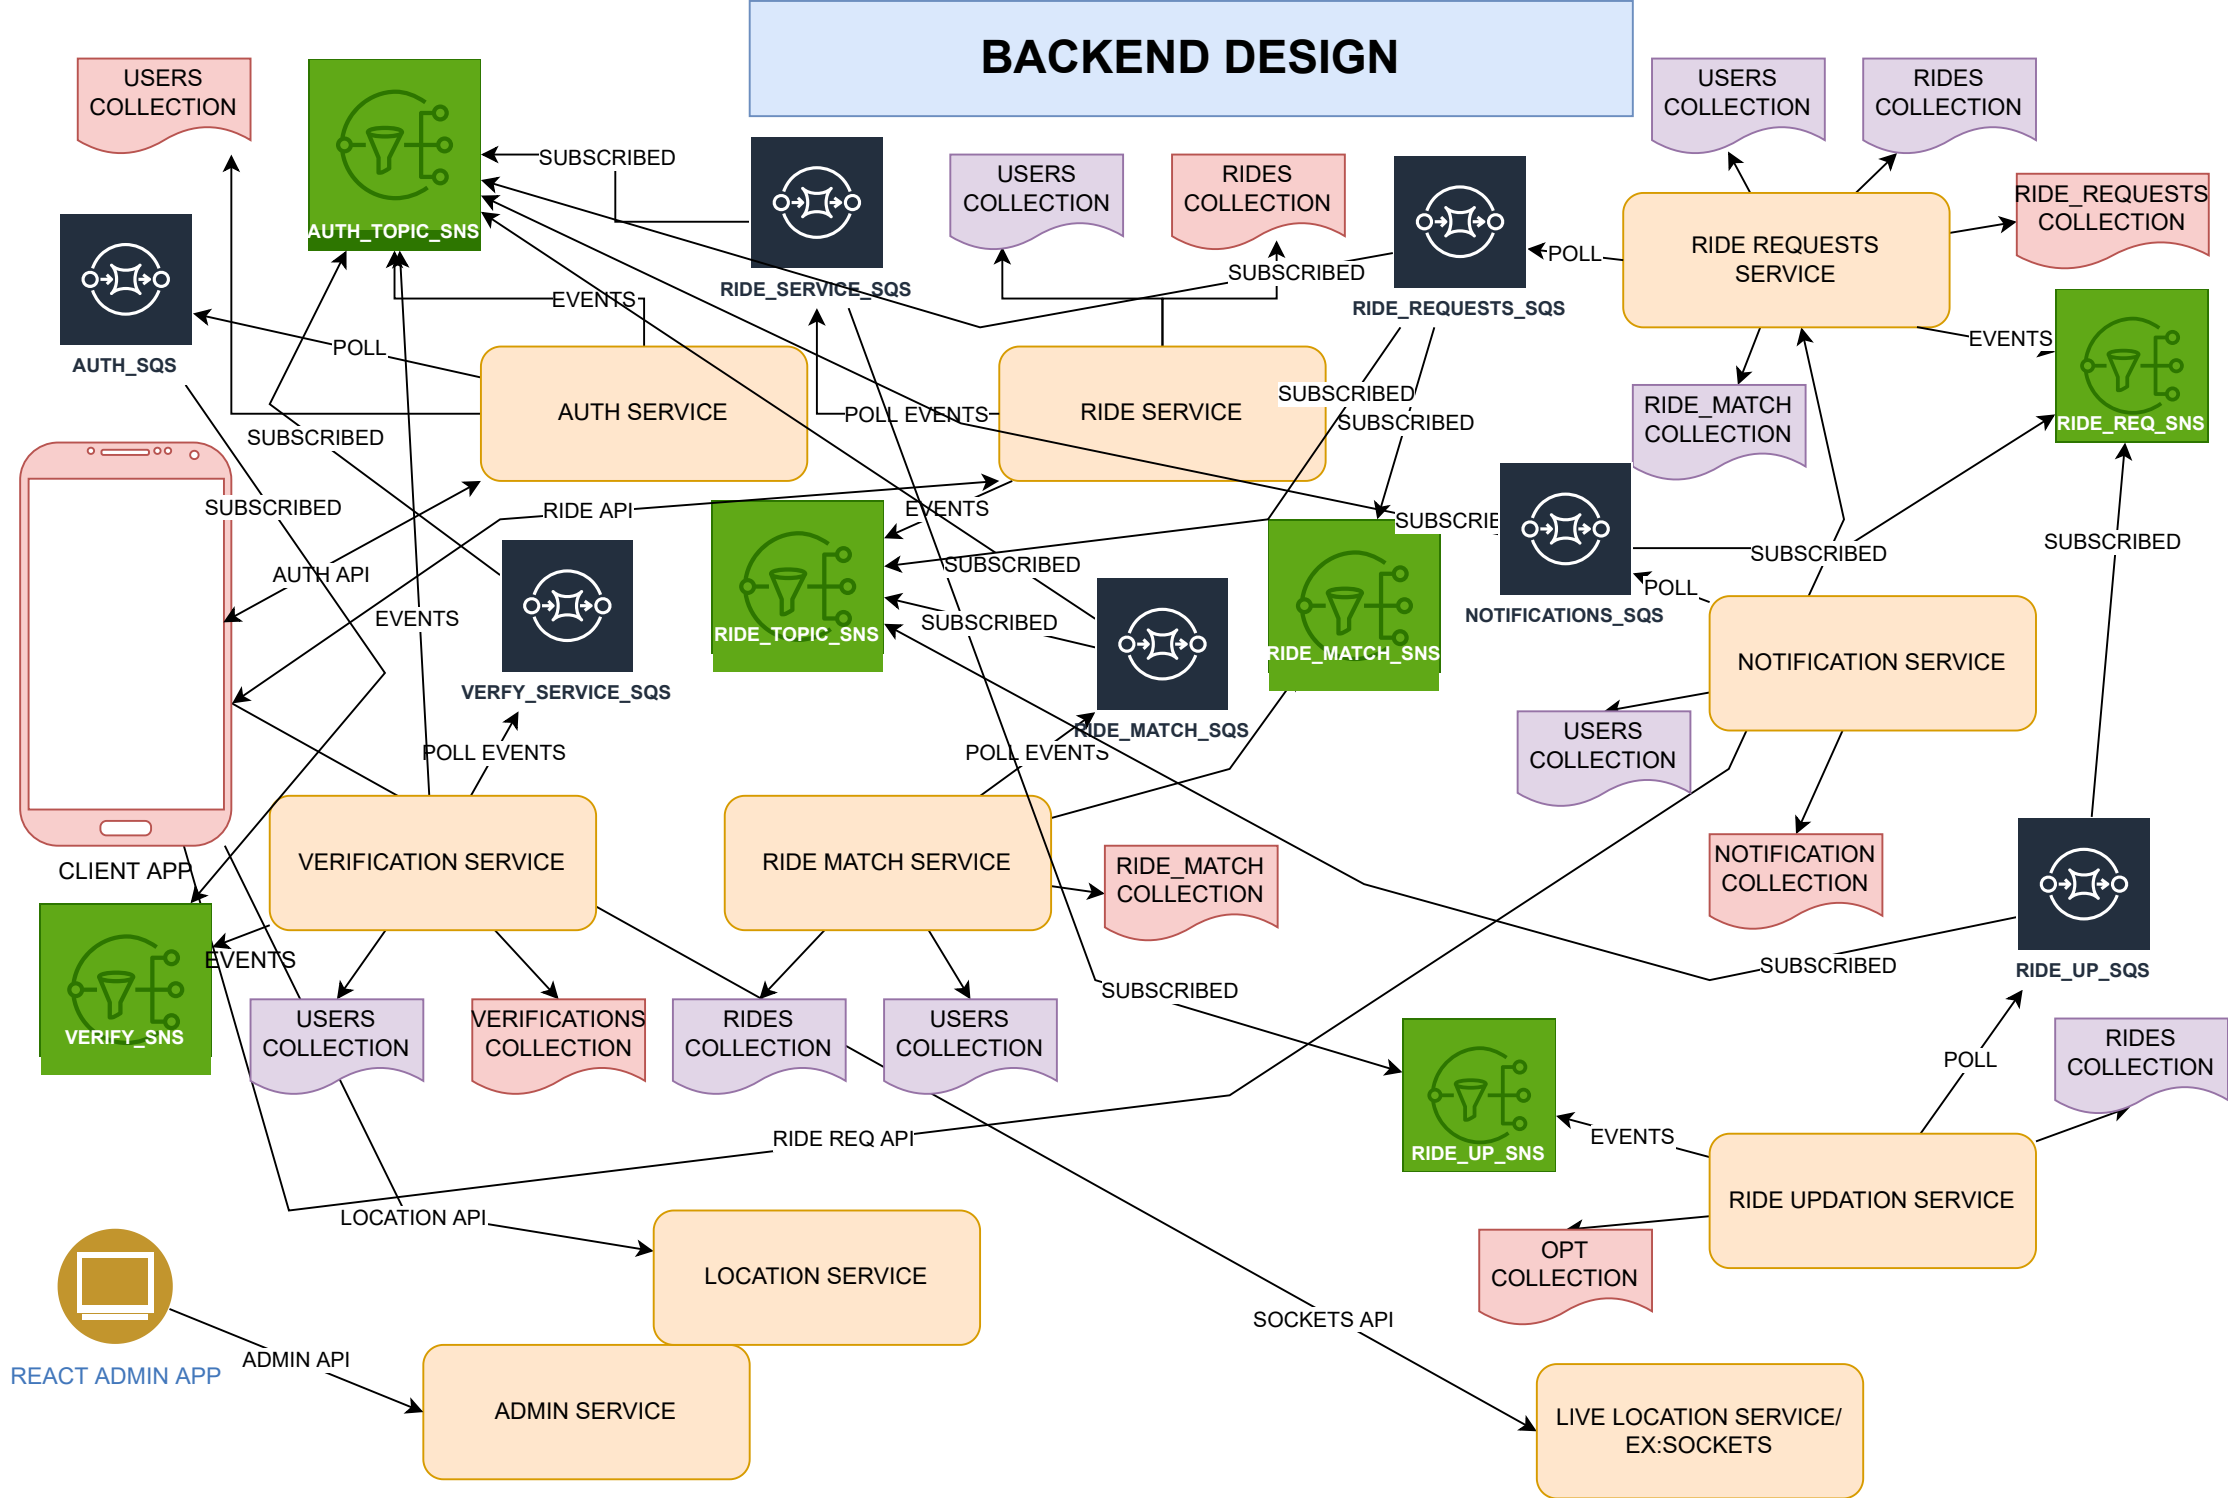 BACKEND DESIGN
USERS
COLLECTION
AUTH_TOPIC_SNS
SUBSCRIBED
RIDE_SERVICE_SQS
USERS
COLLECTION
RIDES
COLLECTION
RIDE_REQUESTS_SQS
USERS
COLLECTION
RIDES
COLLECTION
RIDE_REQUESTS
COLLECTION
RIDE REQUESTS
SERVICE
POLL
SUBSCRIBED
EVENTS
AUTH_SQS
POLL
EVENTS
AUTH SERVICE
POLL EVENTS
RIDE SERVICE
SUBSCRIBED
SUBSCRIBED
RIDE_MATCH
COLLECTION
RIDE_REQ_SNS
SUBSCRIBED
SUBSCRIBED
RIDE API
EVENTS
SUBSCRIBE
NOTIFICATIONS_SQS
SUBSCRIBED
SUBSCRIBED
AUTH API
EVENTS
SUBSCRIBED
SUBSCRIBED
RIDE_TOPIC_SNS
RIDE_MATCH_SNS
POLL
VERFY_SERVICE_SQS
NOTIFICATION SERVICE
RIDE_MATCH_SQS
POLL EVENTS
POLL EVENTS
USERS
COLLECTION
CLIENT APP
VERIFICATION SERVICE
RIDE MATCH SERVICE
RIDE_MATCH
COLLECTION
NOTIFICATION
COLLECTION
EVENTS
SUBSCRIBED
RIDE_UP_SQS
VERIFY_SNS
USERS
COLLECTION
VERIFICATIONS
COLLECTION
RIDES
COLLECTION
USERS
COLLECTION
SUBSCRIBED
POLL
RIDES
COLLECTION
RIDE REQ API
RIDE_UP_SNS
EVENTS
RIDE UPDATION SERVICE
LOCATION API
LOCATION SERVICE
OPT
COLLECTION
SOCKETS API
REACT ADMIN APP
ADMIN API
ADMIN SERVICE
LIVE LOCATION SERVICE/
EX:SOCKETS